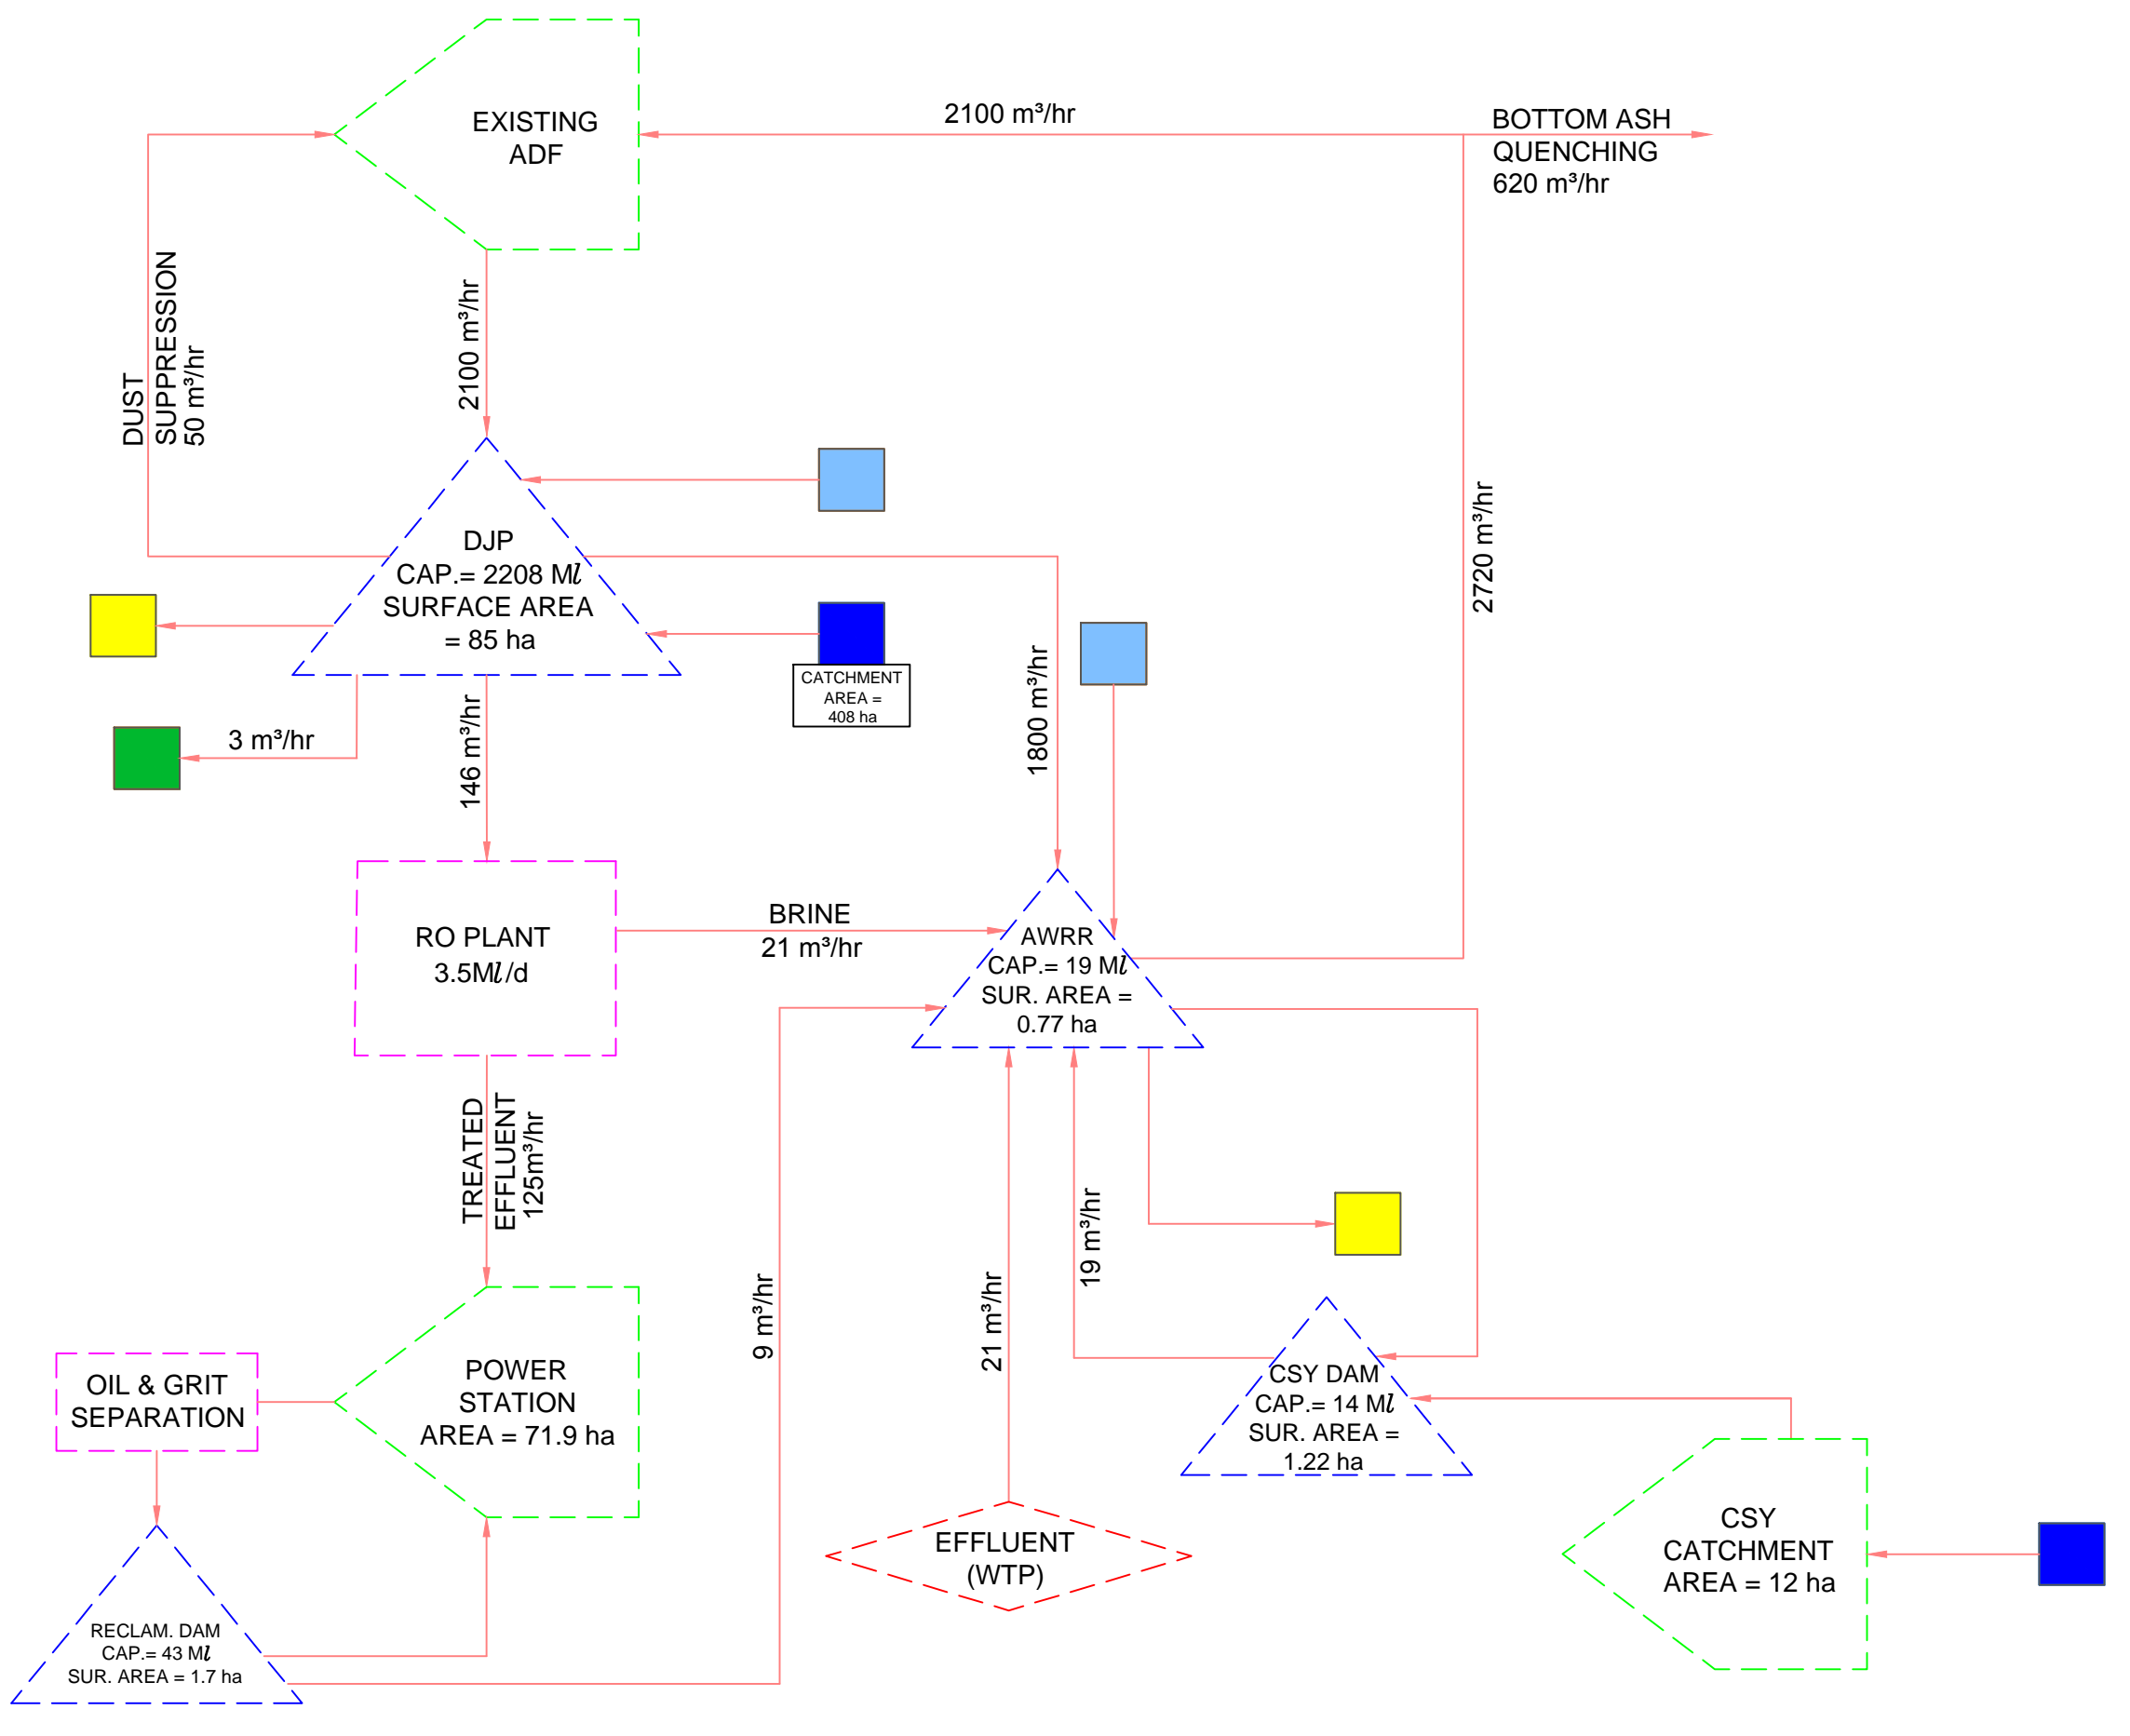 EXISTING
ADF
2100 m³/hr
BOTTOM ASH
QUENCHING
620 m³/hr
DUST
SUPPRESSION
50 m³/hr
2100 m³/hr
DJP
CAP.= 2208 Mℓ
SURFACE AREA
= 85 ha
CATCHMENT
AREA =
408 ha
2720 m³/hr
1800 m³/hr
3 m³/hr
146 m³/hr
RO PLANT
3.5Mℓ/d
BRINE
21 m³/hr
AWRR
CAP.= 19 Mℓ
SUR. AREA =
0.77 ha
TREATED
EFFLUENT
125m³/hr
9 m³/hr
21 m³/hr
19 m³/hr
OIL & GRIT
SEPARATION
POWER
STATION
AREA = 71.9 ha
CSY DAM
CAP.= 14 Mℓ
SUR. AREA =
1.22 ha
EFFLUENT
(WTP)
CSY
CATCHMENT
AREA = 12 ha
RECLAM. DAM
CAP.= 43 Mℓ
SUR. AREA = 1.7 ha